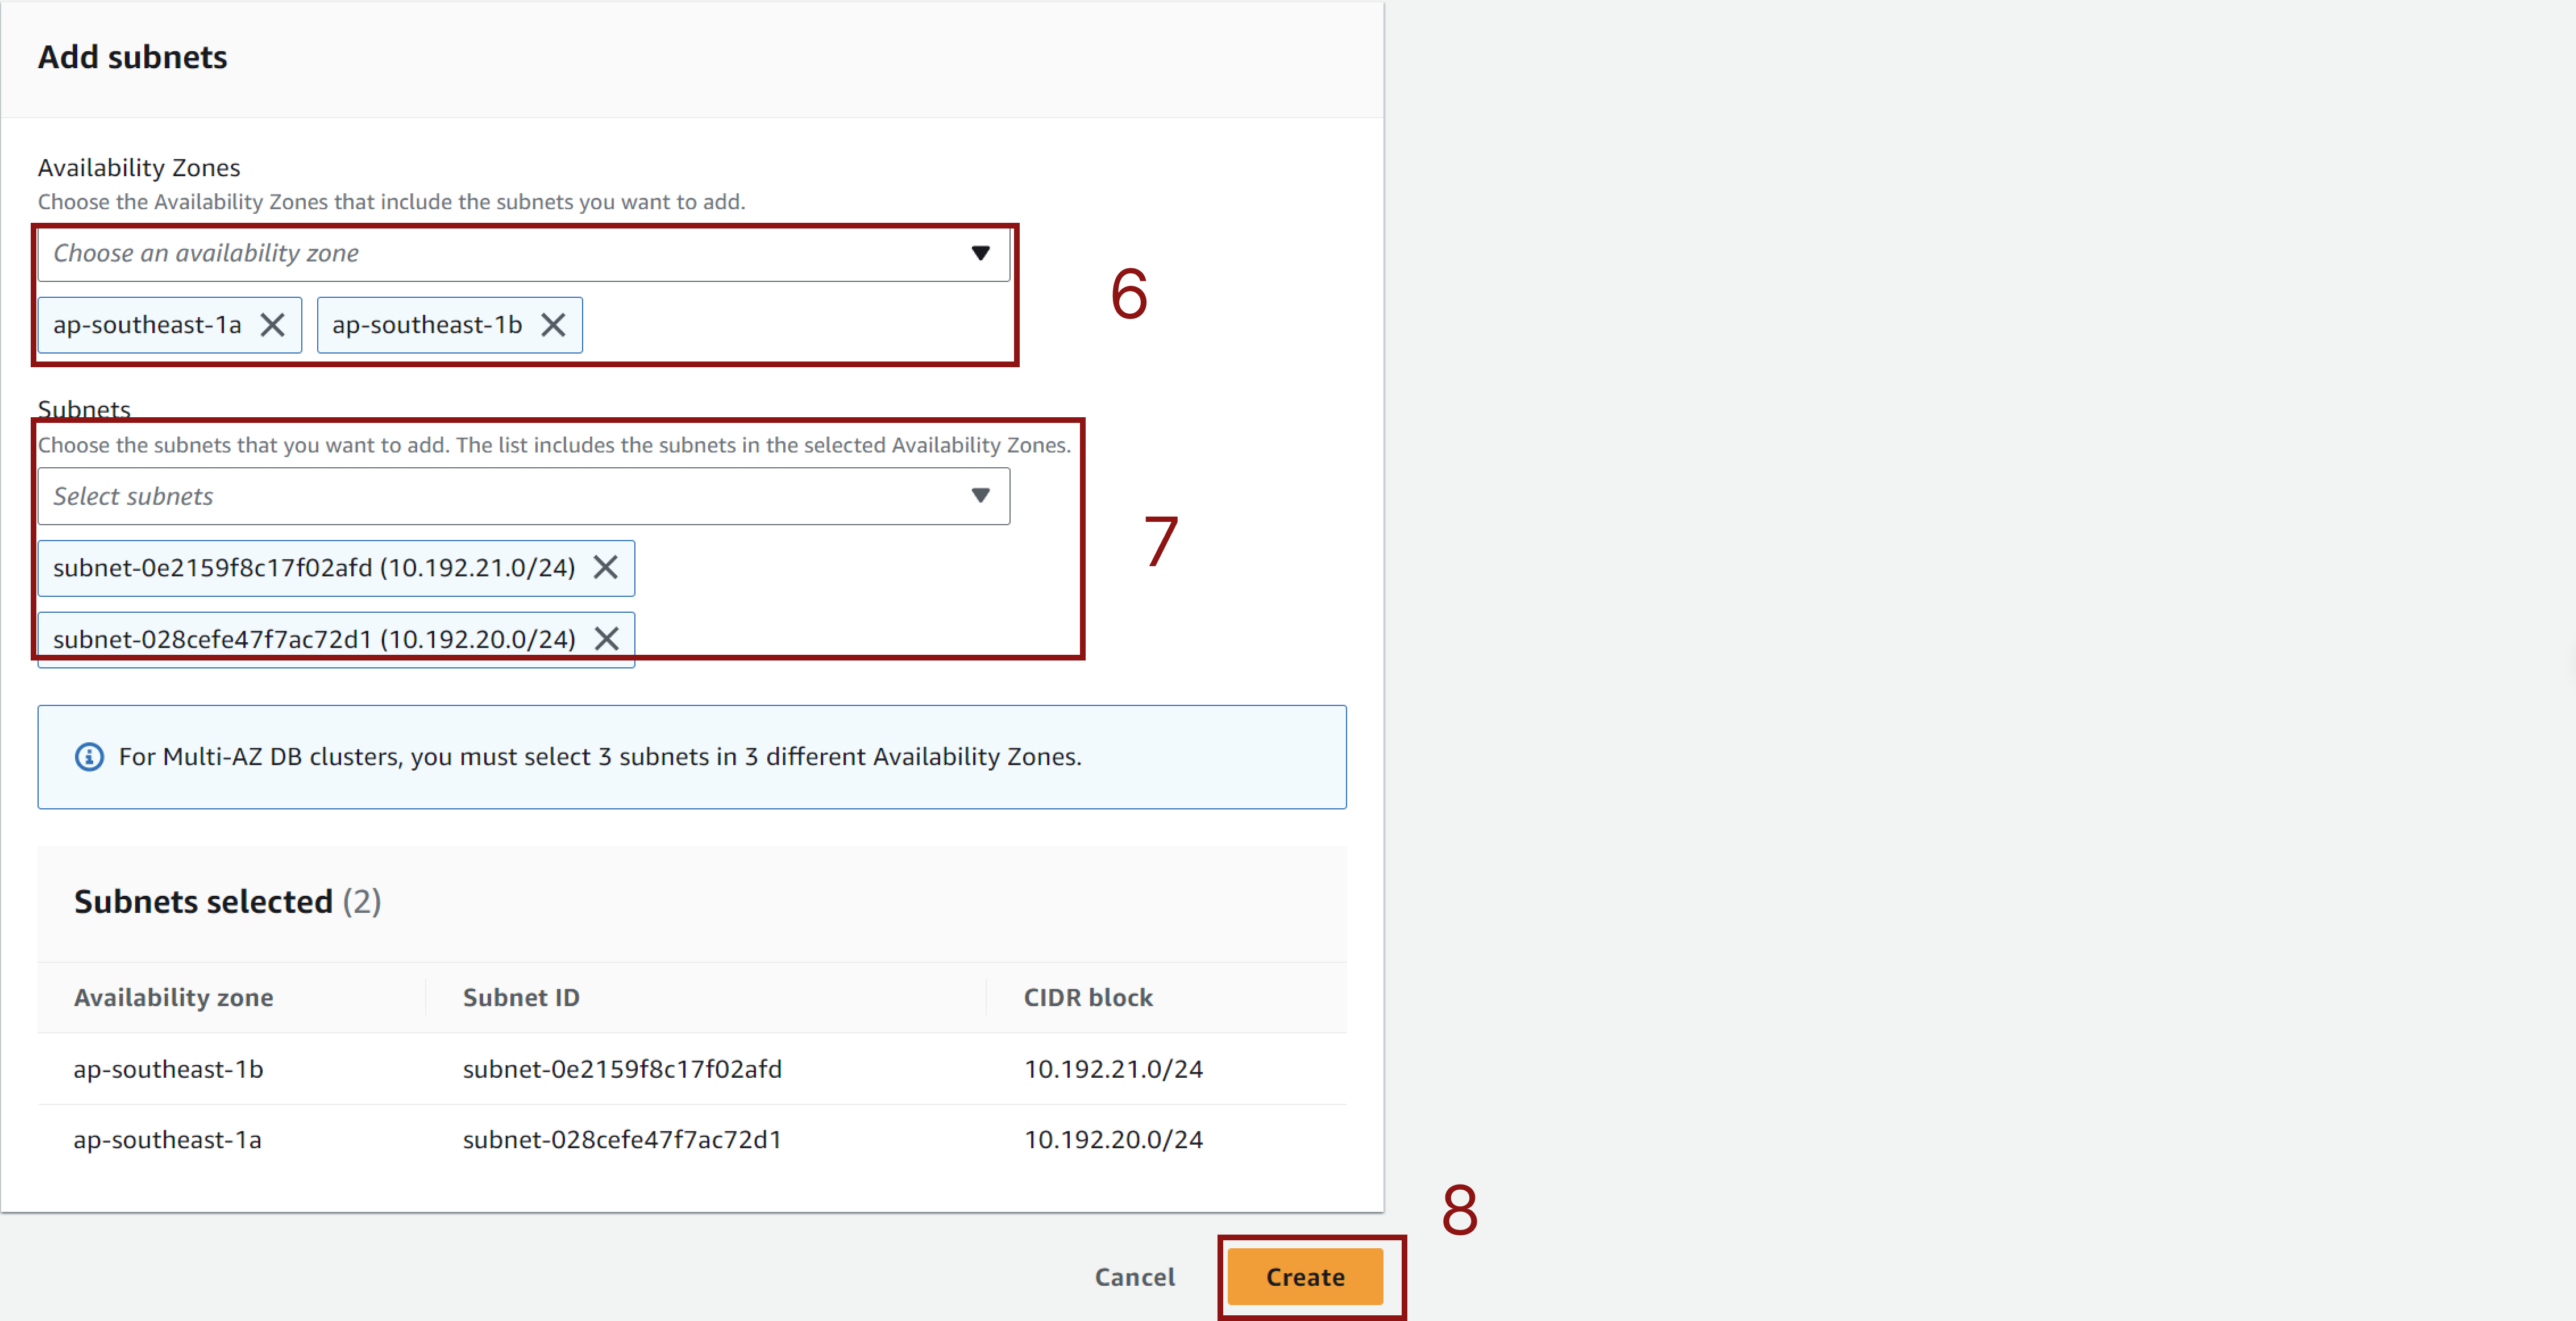 Add subnets
Availability Zones
Choose the Availability Zones that include the subnets you want to add.
Choose an availability zone
ap-southeast-1a ap-southeast-1b
6
Subnets
Choose the subnets that you want to add. The list includes the subnets in the selected Availability Zones.
Select subnets
7
subnet-0e2159f8c17f02afd (10.192.21.0/24)
subnet-028cefe47f7ac72d1 (10.192.20.0/24)
For Multi-AZ DB clusters, you must select 3 subnets in 3 different Availability Zones.
Subnets selected (2)
Availability zone Subnet ID CIDR block
ap-southeast-1b subnet-0e2159f8c17f02afd 10.192.21.0/24
ap-southeast-1a subnet-028cefe47f7ac72d1 10.192.20.0/24
8
Cancel Create